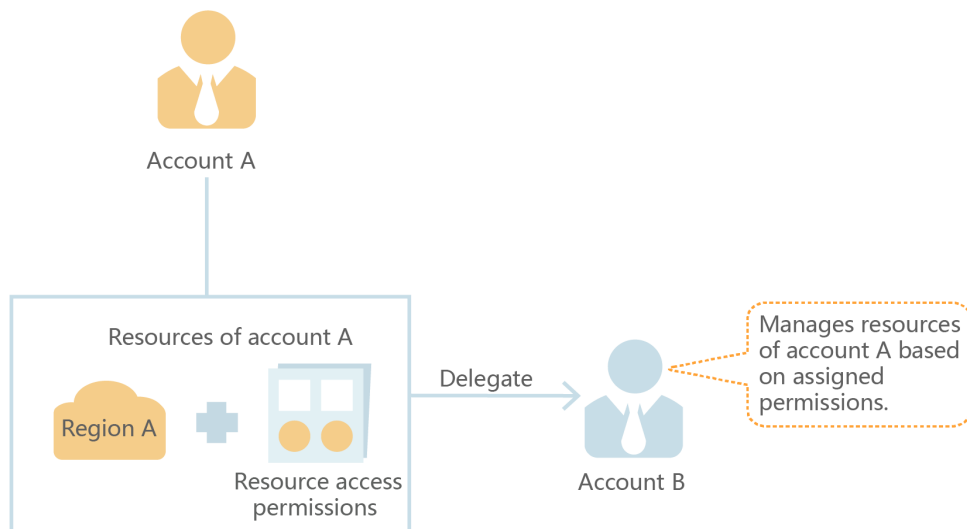 Account A
Resources of account A
Region A
Resource access
permissions
Delegate
Account B
Manages resources
of account A based
on assigned
permissions.